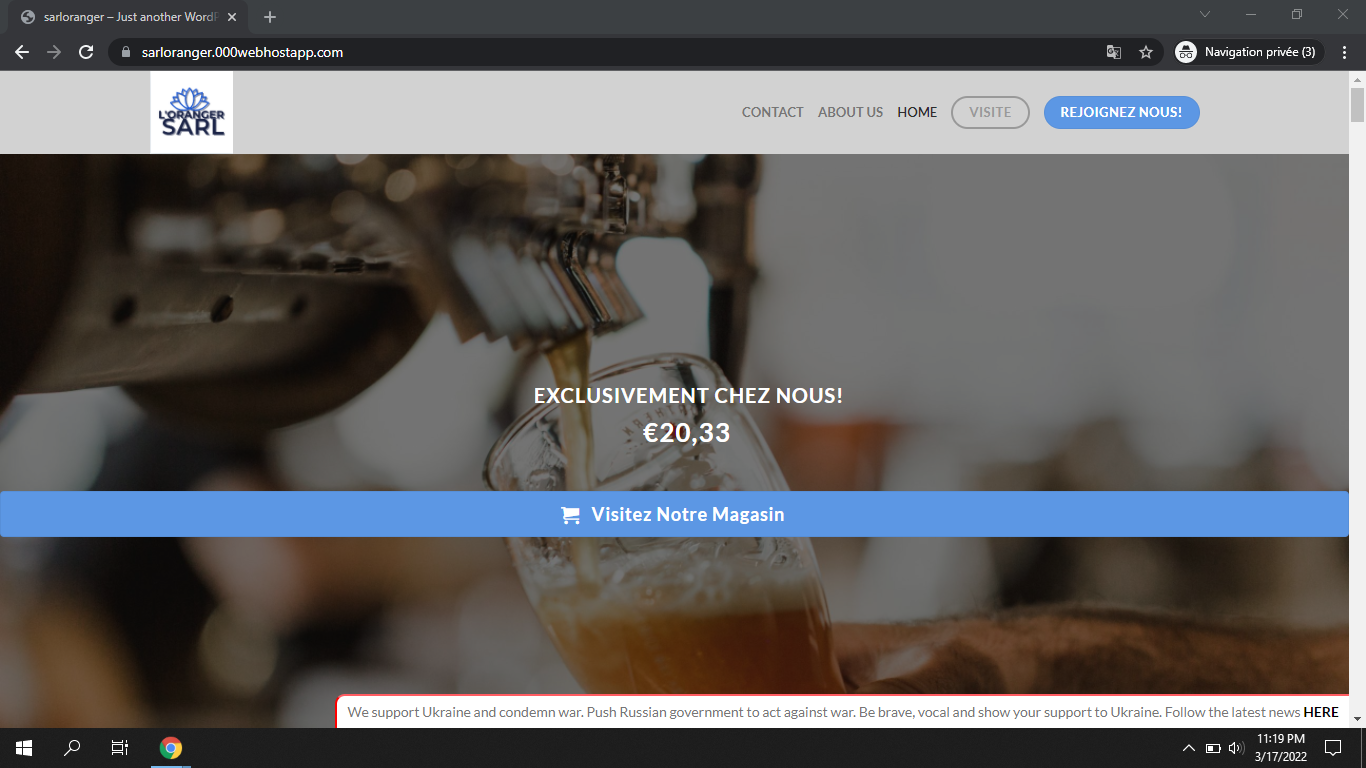 sarloranger – Just another WordP
sarloranger.000webhostapp.com
Navigation privée (3)
L'ORANGER
SARL
CONTACT
ABOUT US
HOME
VISITE
REJOIGNEZ NOUS!
EXCLUSIVEMENT CHEZ NOUS!
€20,33
Visitez Notre Magasin
We support Ukraine and condemn war. Push Russian government to act against war. Be brave, vocal and show your support to Ukraine. Follow the latest news HERE
11:19 PM
3/17/2022